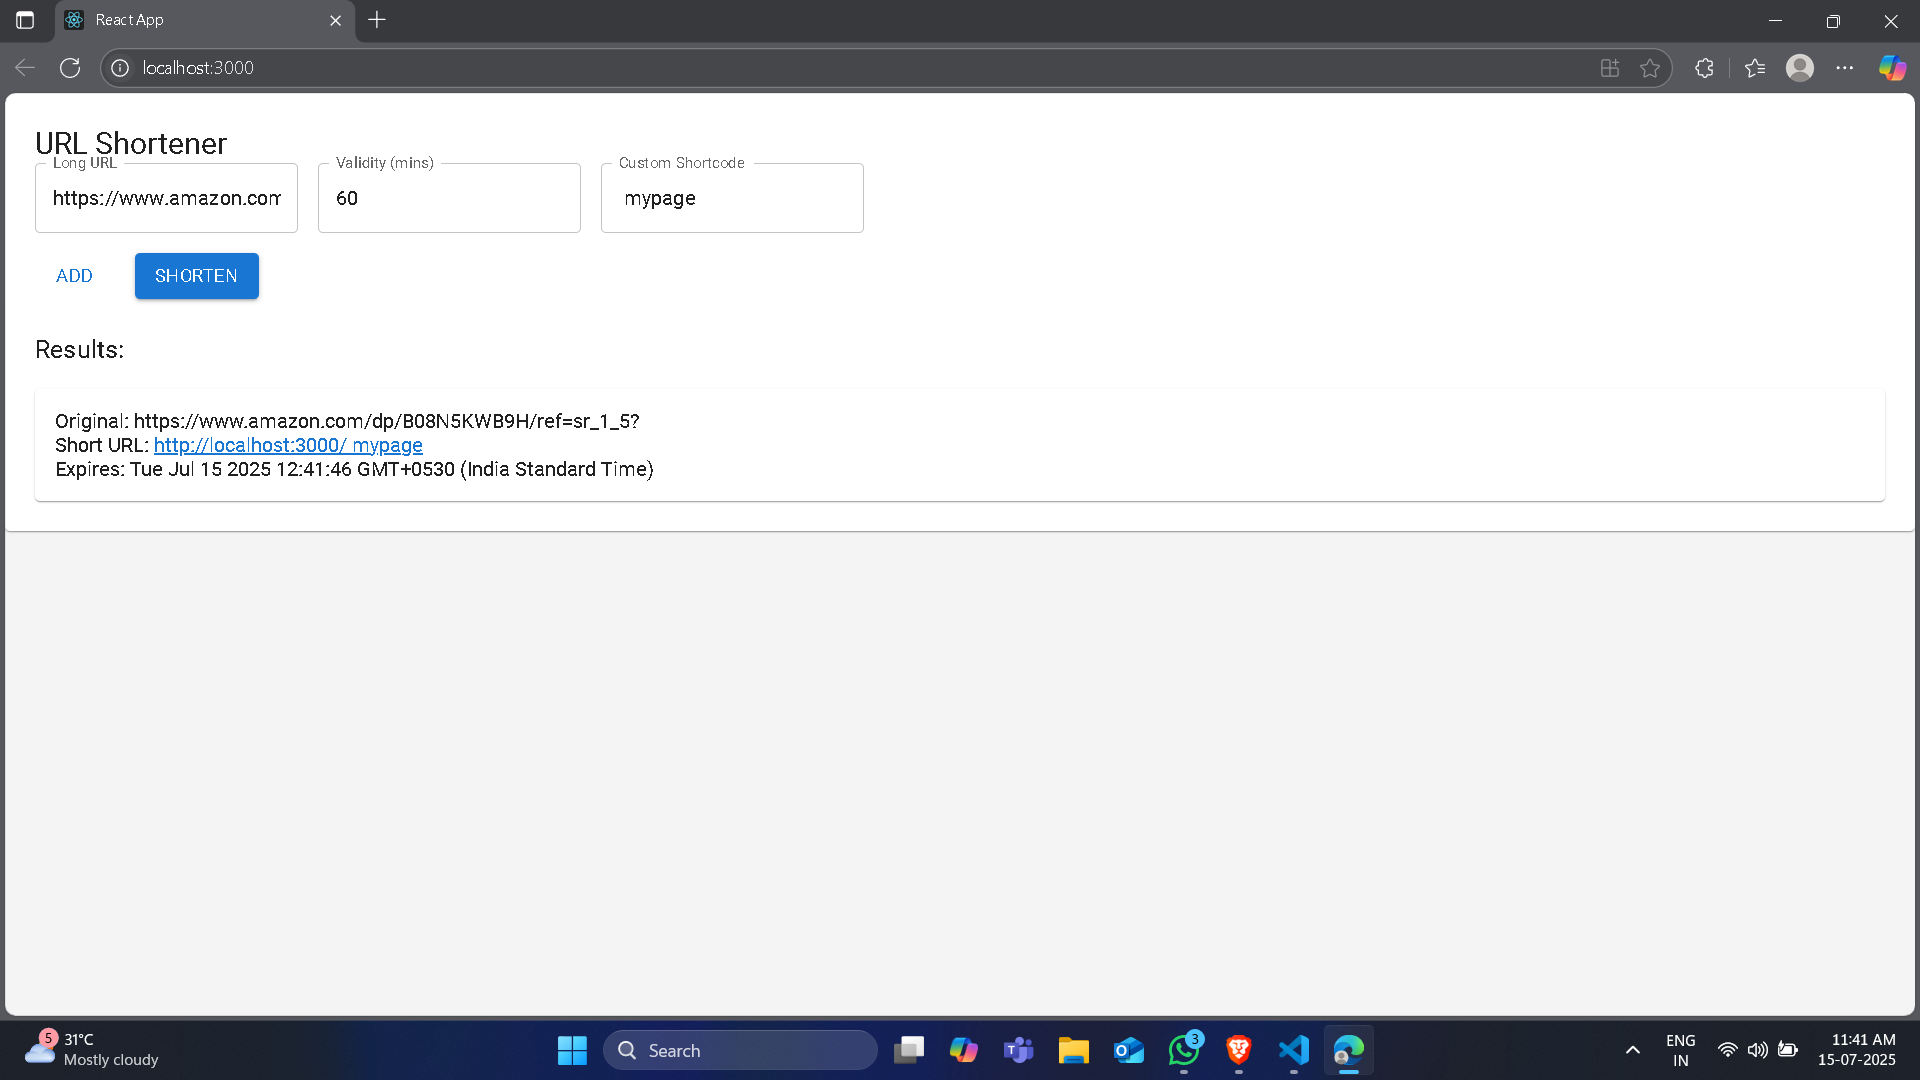 React App
localhost:3000
URL Shortener
Long URL
Validity (mins)
Custom Shortcode
https://www.amazon.com
60
mypage
ADD
SHORTEN
Results:
Original: https://www.amazon.com/dp/B08N5KWB9H/ref=sr_1_5?
Short URL: http://localhost:3000/ mypage
Expires: Tue Jul 15 2025 12:41:46 GMT+0530 (India Standard Time)
5
31°C
Mostly cloudy
Search
3
ENG
IN
11:41 AM
15-07-2025